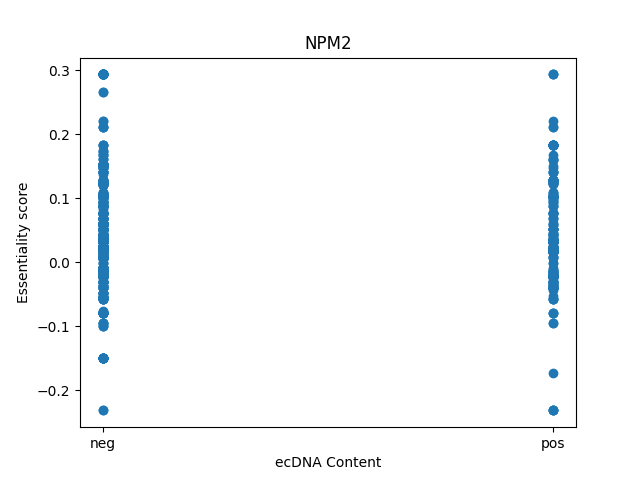 NPM2
Essentiality score
0.3
0.2
0.1
0.0
−0.1
−0.2
neg
pos
ecDNA Content